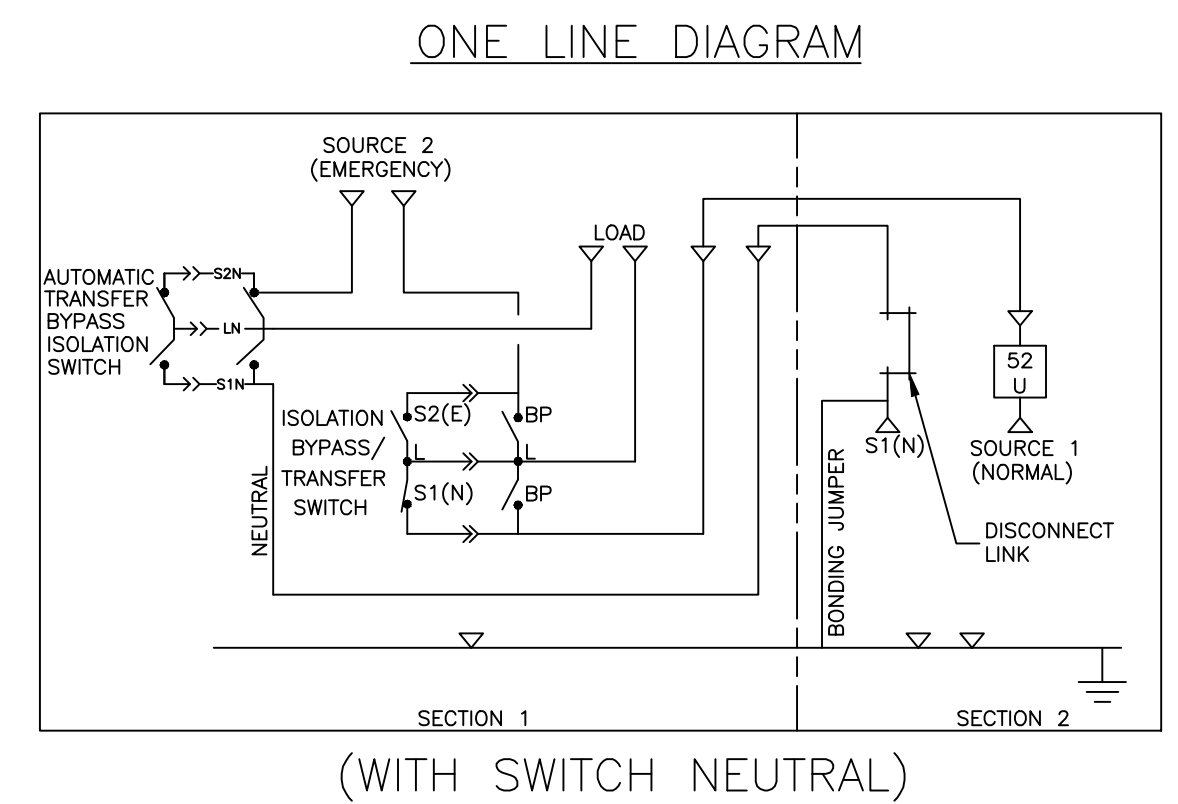 ONE LINE DIAGRAM
SOURCE 2
(EMERGENCY)
LOAD
AUTOMATIC
TRANSFER
BYPASS
ISOLATION
SWITCH
S2N
LN
S1N
52
U
ISOLATION
BYPASS/
TRANSFER
SWITCH
S2(E)
BP
L
L
S1(N)
BP
S1(N)
SOURCE 1
(NORMAL)
NEUTRAL
BONDING JUMPER
DISCONNECT
LINK
SECTION 1
SECTION 2
(WITH SWITCH NEUTRAL)